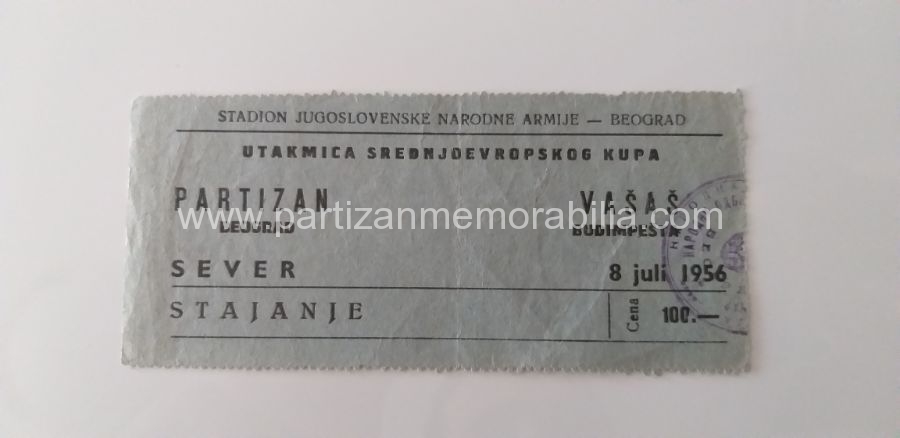 STADION JUGOSLOVENSKE NARODNE ARMIJE — BEOGRAD
UTAKMICA SREDNJOEVROPSKOG KUPA
PARTIZAN VAŠAŠ
www.partizanmemorabilia.com
BEOGRAD BUDIMPEŠTA
SEVER 8 juli 1956
STAJANJE Cena 100.—